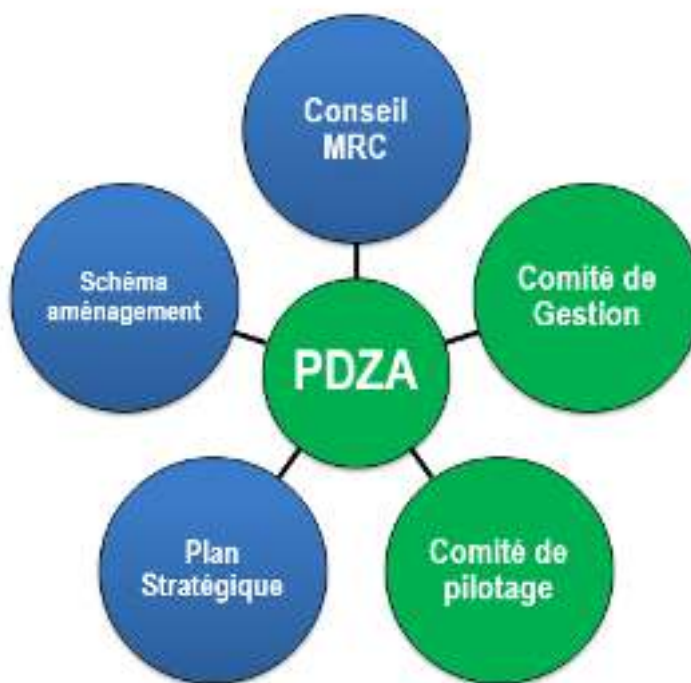 Conseil
MRC
Comité de
Gestion
Schéma
aménagement
PDZA
Plan
Stratégique
Comité de
pilotage